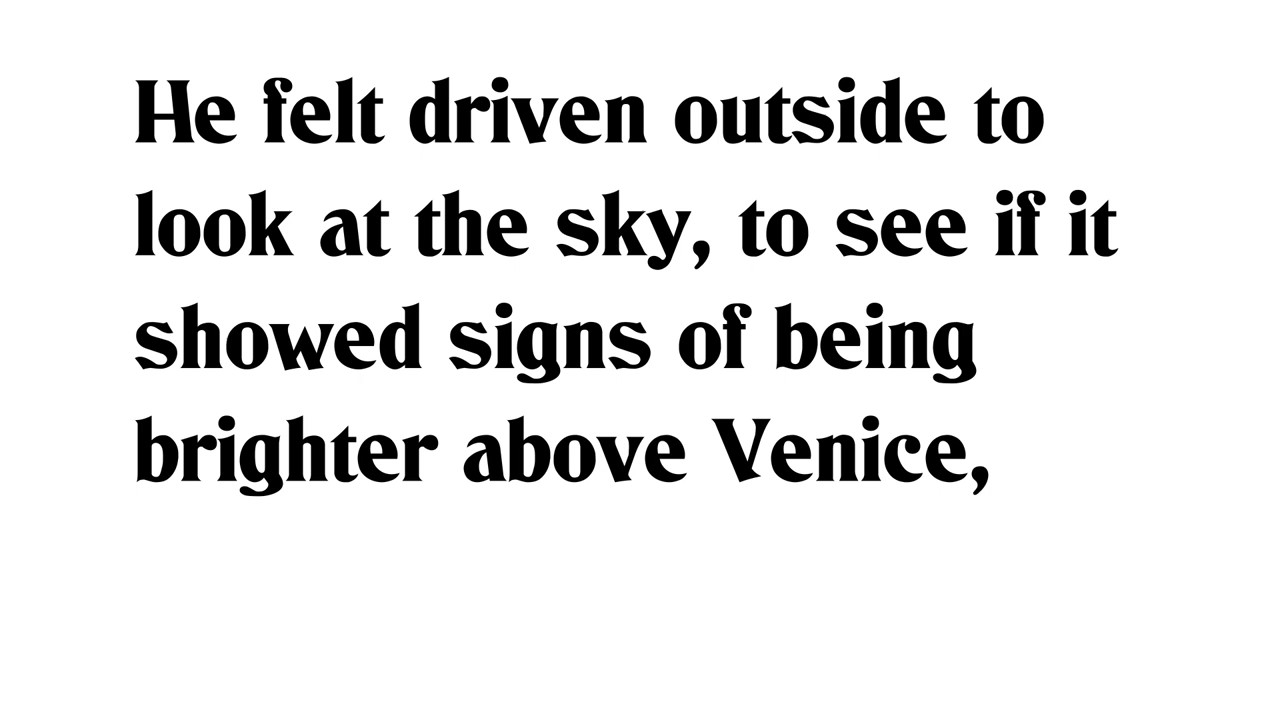 He felt driven outside to
look at the sky, to see if it
showed signs of being
brighter above Venice,